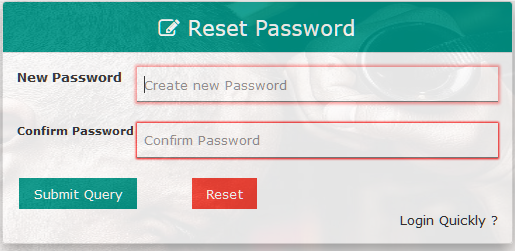 Reset Password
New Password
Create new Password
Confirm Password
Confirm Password
Submit Query Reset
Login Quickly ?